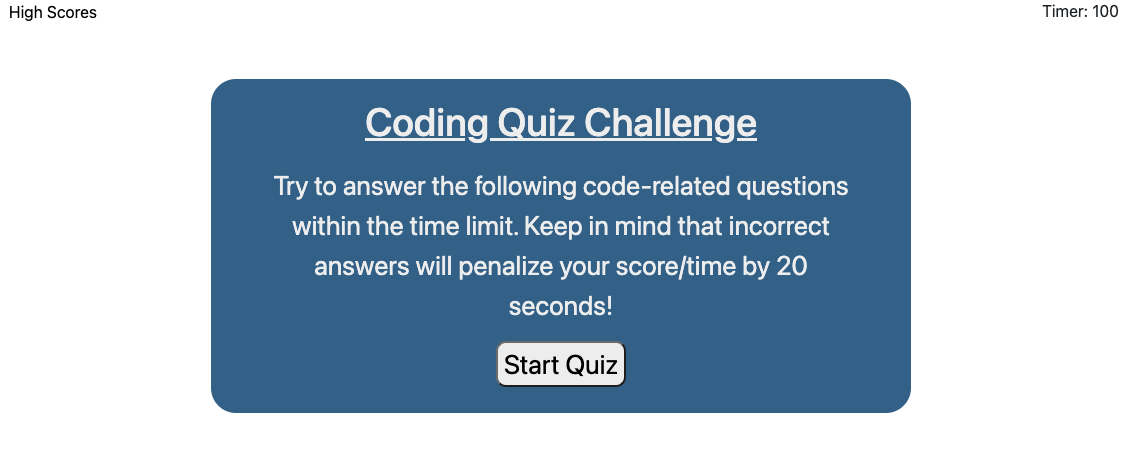 High Scores
Timer: 100
Coding Quiz Challenge
Try to answer the following code-related questions
within the time limit. Keep in mind that incorrect
answers will penalize your score/time by 20
seconds!
Start Quiz